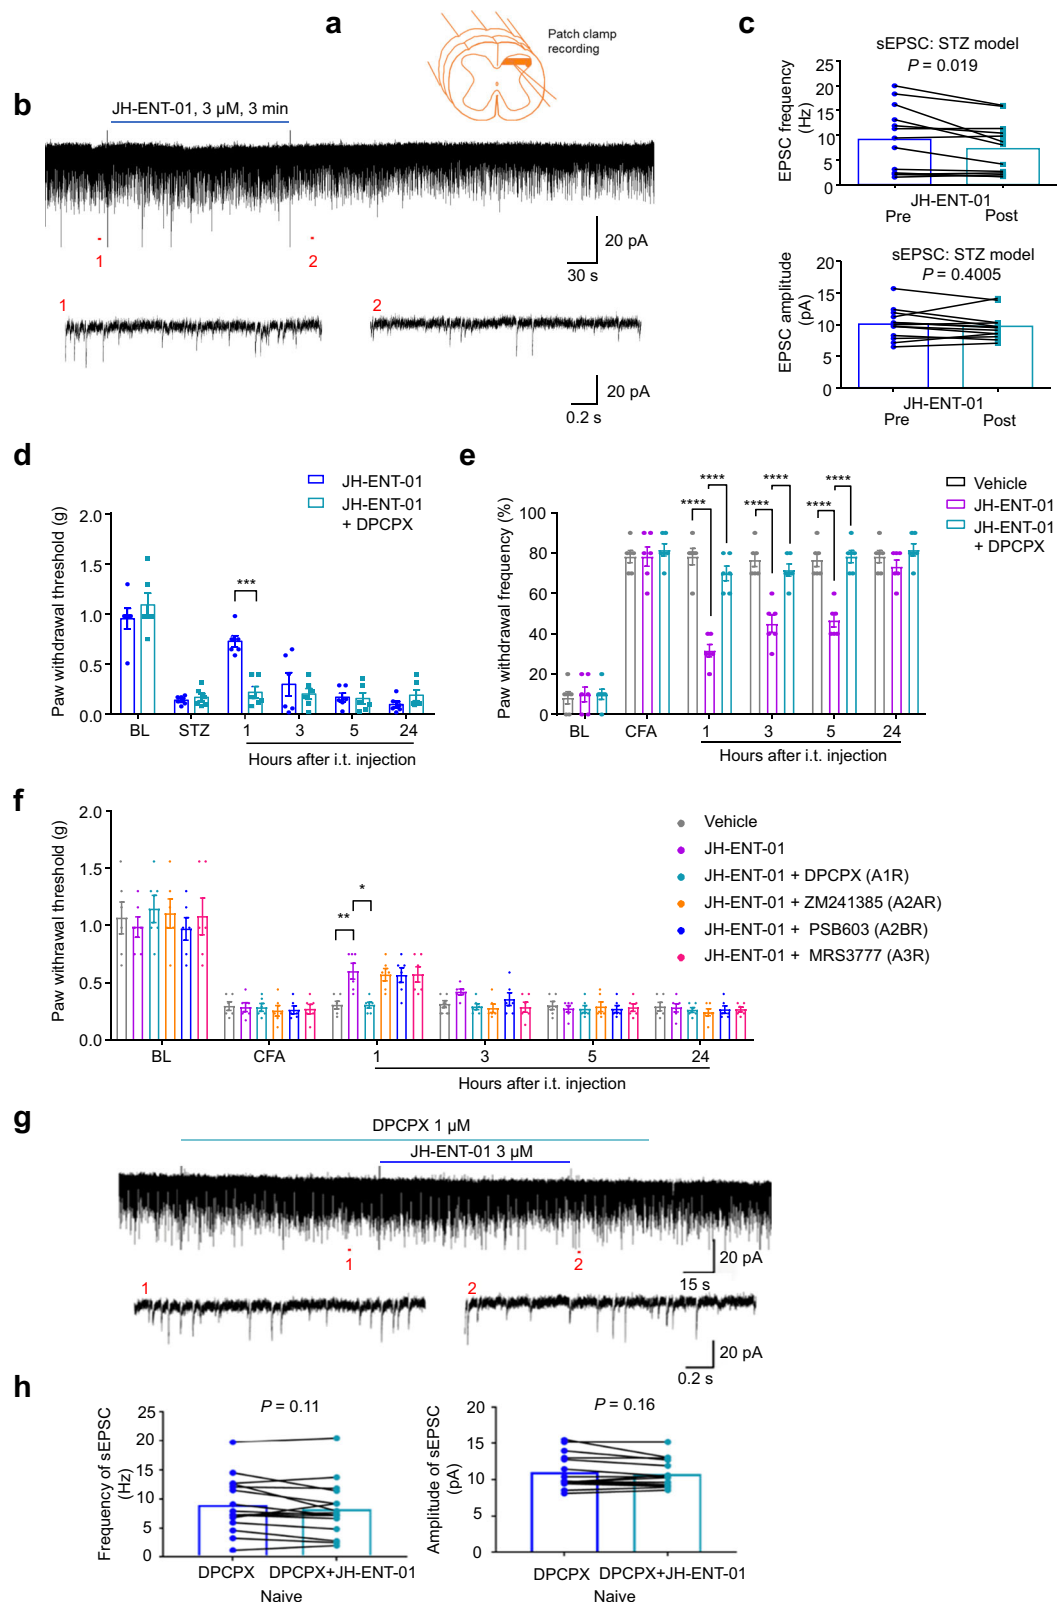 a
Patch clamp
recording
b
JH-ENT-01, 3 µM, 3 min
1
2
20 pA
30 s
1
2
20 pA
0.2 s
c
sEPSC: STZ model
P = 0.019
EPSC frequency
(Hz)
25
20
15
10
5
0
JH-ENT-01
Pre
Post
sEPSC: STZ model
P = 0.4005
EPSC amplitude
(pA)
20
15
10
5
0
JH-ENT-01
Pre
Post
d
JH-ENT-01
JH-ENT-01
+ DPCPX
Paw withdrawal threshold (g)
2.0
1.5
1.0
0.5
0.0
***
BL
STZ
1
3
5
24
Hours after i.t. injection
e
Vehicle
JH-ENT-01
JH-ENT-01
+ DPCPX
Paw withdrawal frequency (%)
100
80
60
40
20
0
****
****
****
****
****
****
BL
CFA
1
3
5
24
Hours after i.t. injection
f
Paw withrawal threshold (g)
2.0
1.5
1.0
0.5
0.0
**
*
Vehicle
JH-ENT-01
JH-ENT-01 + DPCPX (A1R)
JH-ENT-01 + ZM241385 (A2AR)
JH-ENT-01 + PSB603 (A2BR)
JH-ENT-01 + MRS3777 (A3R)
BL
CFA
1
3
5
24
Hours after i.t. injection
g
DPCPX 1 µM
JH-ENT-01 3 µM
1
2
20 pA
15 s
1
2
20 pA
0.2 s
h
P = 0.11
Frequency of sEPSC
(Hz)
25
20
15
10
5
0
DPCPX
DPCPX+JH-ENT-01
Naive
P = 0.16
Amplitude of sEPSC
(pA)
20
15
10
5
0
DPCPX
DPCPX+JH-ENT-01
Naive